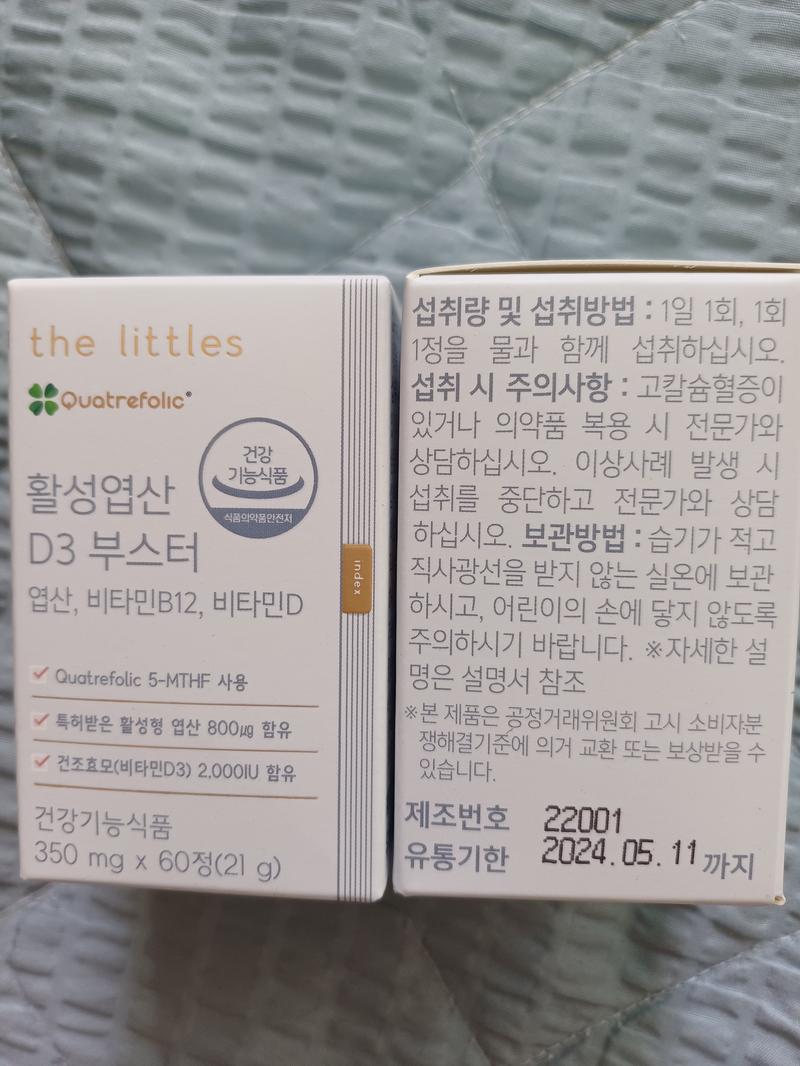 the littles
Quatrefolic®
건강
기능식품
식품의약품안전처
활성엽산
D3 부스터
엽산, 비타민B12, 비타민D
index
Quatrefolic 5-MTHF 사용
특허받은 활성형 엽산 800㎍ 함유
건조효모(비타민D3) 2,000IU 함유
건강기능식품
350 mg x 60정(21 g)
섭취량 및 섭취방법 : 1일 1회, 1회
1정을 물과 함께 섭취하십시오.
섭취 시 주의사항 : 고칼슘혈증이
있거나 의약품 복용 시 전문가와
상담하십시오. 이상사례 발생 시
섭취를 중단하고 전문가와 상담
하십시오. 보관방법 : 습기가 적고
직사광선을 받지 않는 실온에 보관
하시고, 어린이의 손에 닿지 않도록
주의하시기 바랍니다. ※자세한 설
명은 설명서 참조
※본 제품은 공정거래위원회 고시 소비자분
쟁해결기준에 의거 교환 또는 보상받을 수
있습니다.
제조번호 22001
유통기한 2024.05.11 까지